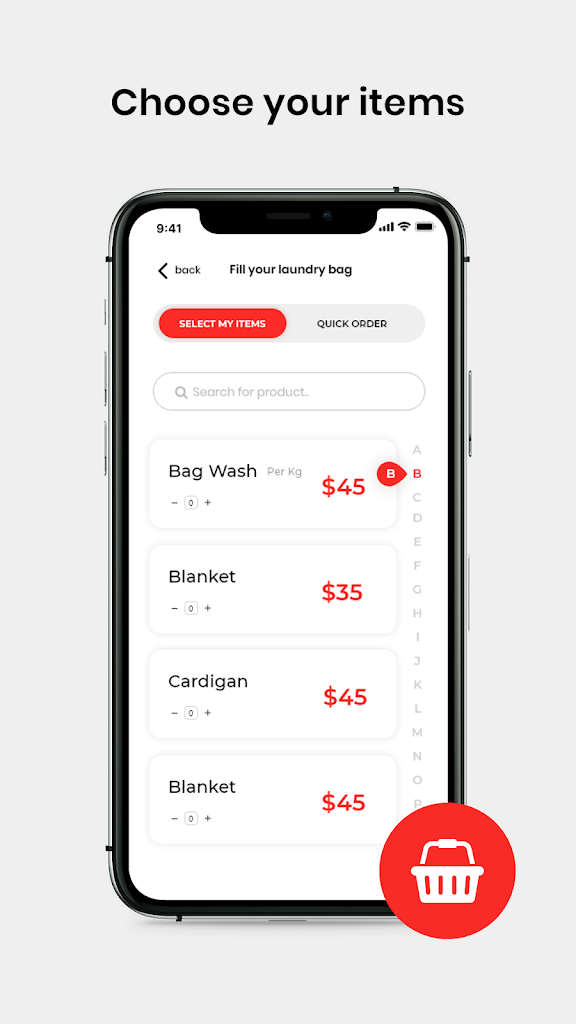 Choose your items
9:41
back Fill your laundry bag
SELECT MY ITEMS QUICK ORDER
Search for product..
Bag Wash Per Kg
$45
- 0 +
Blanket
$35
- 0 +
Cardigan
$45
- 0 +
Blanket
$45
- 0 +
A
B B
C
D
E
F
G
H
I
J
K
L
M
N
O
P